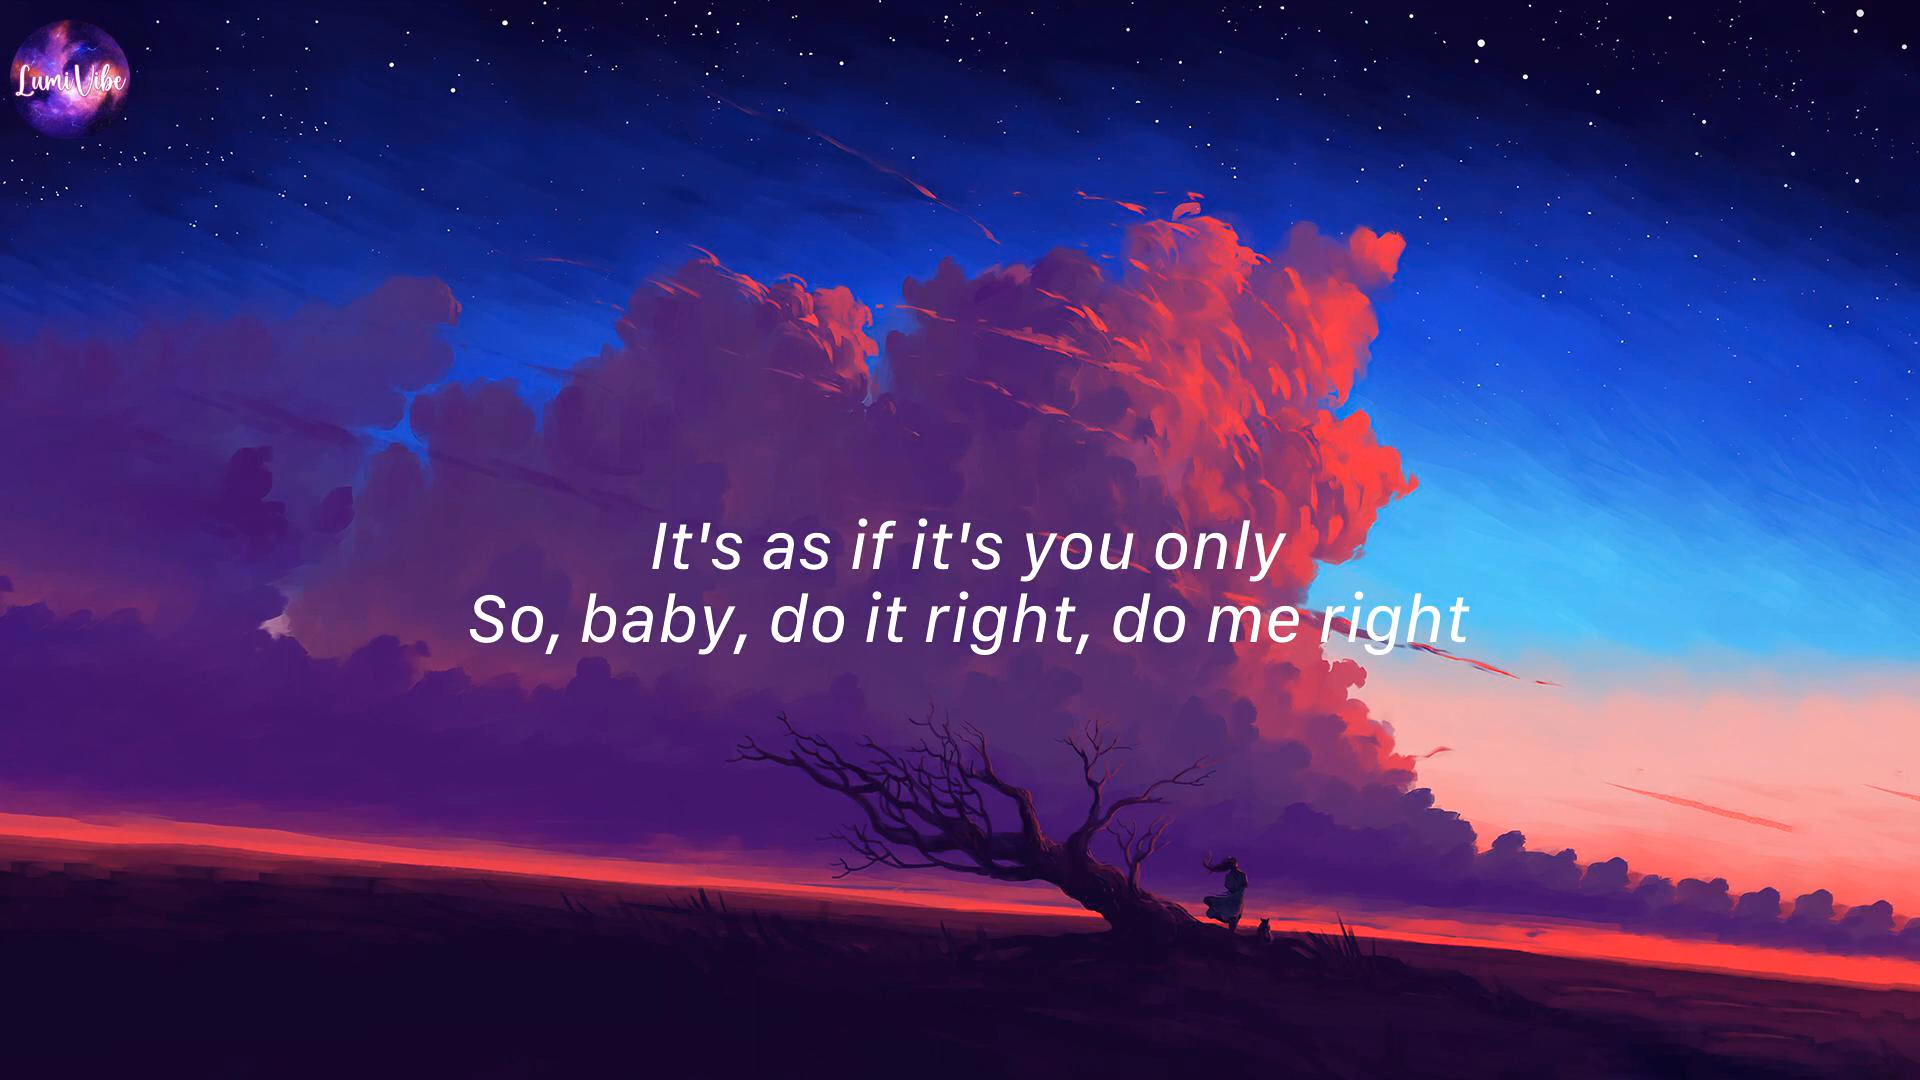 LumiVibe
It's as if it's you only
So, baby, do it right, do me right